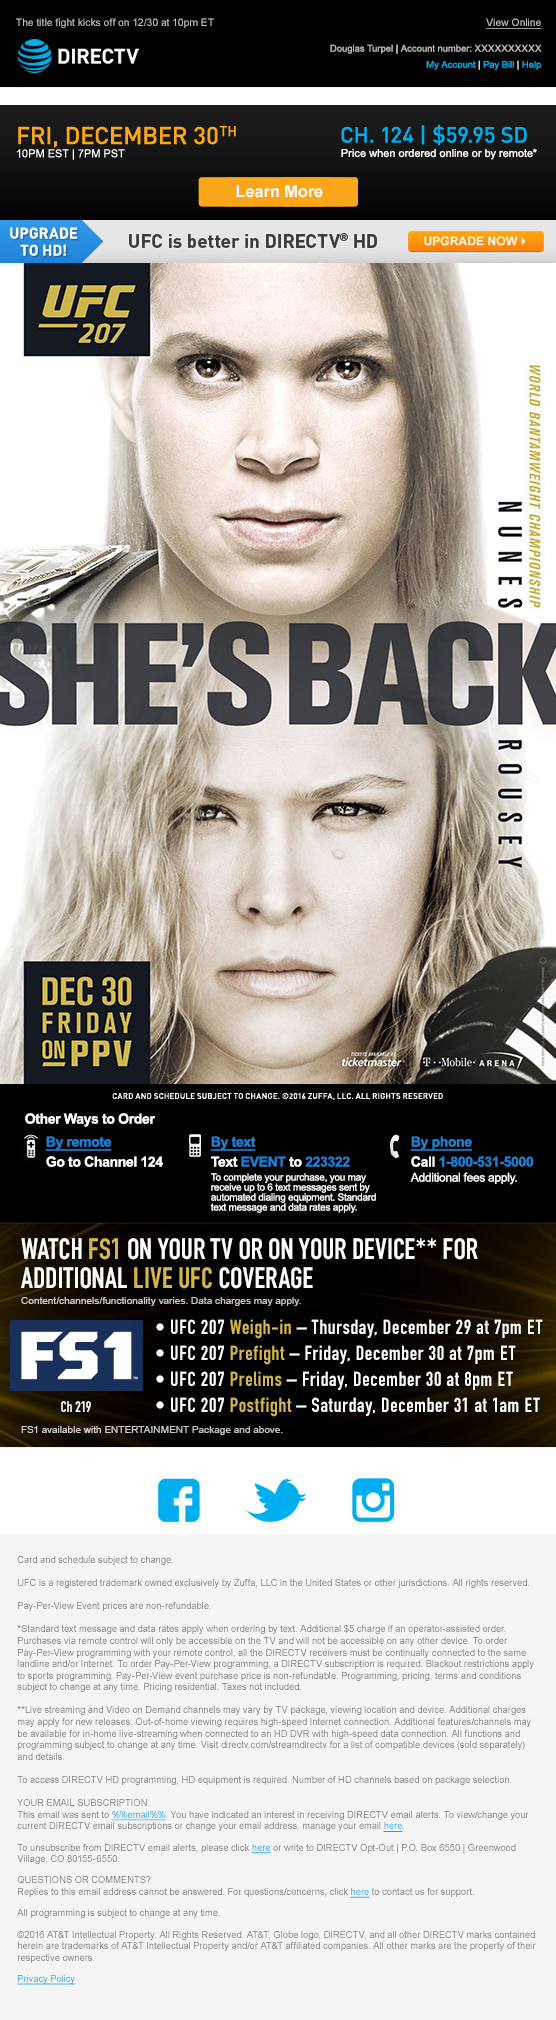 The title fight kicks off on 12/30 at 10pm ET
View Online
DIRECTV
Douglas Turpel | Account number: XXXXXXXXXX
My Account | Pay Bill | Help
FRI, DECEMBER 30TH
10PM EST | 7PM PST
CH. 124 | $59.95 SD
Price when ordered online or by remote*
Learn More
UPGRADE
TO HD!
UFC is better in DIRECTV® HD
UPGRADE NOW
UFC
207
WORLD BANTAMWEIGHT CHAMPIONSHIP
NUNES
SHE'S BACK
ROUSEY
DEC 30
FRIDAY
ON PPV
TICKETS AVAILABLE AT
ticketmaster
T··Mobile· ARENA
CARD AND SCHEDULE SUBJECT TO CHANGE. ©2016 ZUFFA, LLC. ALL RIGHTS RESERVED
Other Ways to Order
By remote
Go to Channel 124
By text
Text EVENT to 223322
To complete your purchase, you may
receive up to 6 text messages sent by
automated dialing equipment. Standard
text message and data rates apply.
By phone
Call 1-800-531-5000
Additional fees apply.
WATCH FS1 ON YOUR TV OR ON YOUR DEVICE** FOR
ADDITIONAL LIVE UFC COVERAGE
Content/channels/functionality varies. Data charges may apply.
FS1
Ch 219
• UFC 207 Weigh-in – Thursday, December 29 at 7pm ET
• UFC 207 Prefight – Friday, December 30 at 7pm ET
• UFC 207 Prelims – Friday, December 30 at 8pm ET
• UFC 207 Postfight – Saturday, December 31 at 1am ET
FS1 available with ENTERTAINMENT Package and above.
Card and schedule subject to change.
UFC is a registered trademark owned exclusively by Zuffa, LLC in the United States or other jurisdictions. All rights reserved.
Pay-Per-View Event prices are non-refundable.
*Standard text message and data rates apply when ordering by text. Additional $5 charge if an operator-assisted order.
Purchases via remote control will only be accessible on the TV and will not be accessible on any other device. To order
Pay-Per-View programming with your remote control, all the DIRECTV receivers must be continually connected to the same
landline and/or Internet. To order Pay-Per-View programming, a DIRECTV subscription is required. Blackout restrictions apply
to sports programming. Pay-Per-View event purchase price is non-refundable. Programming, pricing, terms and conditions
subject to change at any time. Pricing residential. Taxes not included.
**Live streaming and Video on Demand channels may vary by TV package, viewing location and device. Additional charges
may apply for new releases. Out-of-home viewing requires high-speed Internet connection. Additional features/channels may
be available for in-home live-streaming when connected to an HD DVR with high-speed data connection. All functions and
programming subject to change at any time. Visit directv.com/streamdirectv for a list of compatible devices (sold separately)
and details.
To access DIRECTV HD programming, HD equipment is required. Number of HD channels based on package selection.
YOUR EMAIL SUBSCRIPTION
This email was sent to %%email%%. You have indicated an interest in receiving DIRECTV email alerts. To view/change your
current DIRECTV email subscriptions or change your email address, manage your email here.
To unsubscribe from DIRECTV email alerts, please click here or write to DIRECTV Opt-Out | P.O. Box 6550 | Greenwood
Village, CO 80155-6550.
QUESTIONS OR COMMENTS?
Replies to this email address cannot be answered. For questions/concerns, click here to contact us for support.
All programming is subject to change at any time.
©2016 AT&T Intellectual Property. All Rights Reserved. AT&T, Globe logo, DIRECTV, and all other DIRECTV marks contained
herein are trademarks of AT&T Intellectual Property and/or AT&T affiliated companies. All other marks are the property of their
respective owners.
Privacy Policy